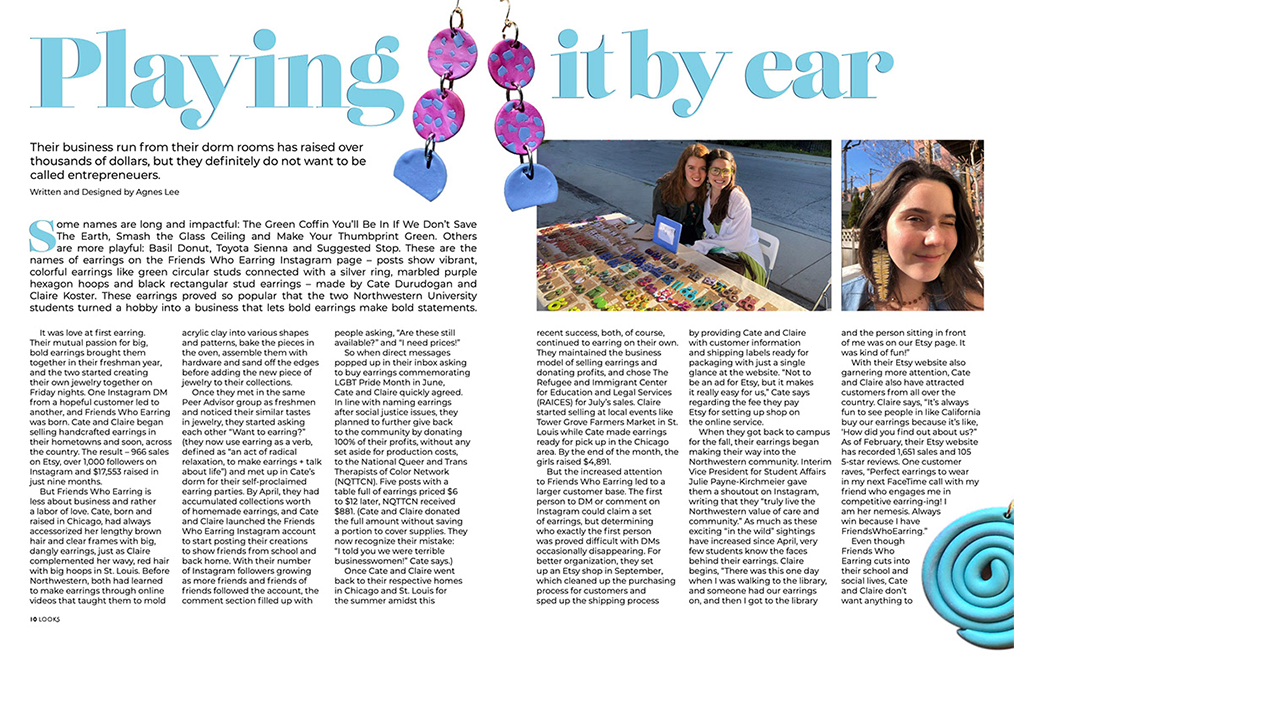 Playing it by ear
Their business run from their dorm rooms has raised over
thousands of dollars, but they definitely do not want to be
called entrepreneuers.
Written and Designed by Agnes Lee
Some names are long and impactful: The Green Coffin You'll Be In If We Don't Save
The Earth, Smash the Glass Ceiling and Make Your Thumbprint Green. Others
are more playful: Basil Donut, Toyota Sienna and Suggested Stop. These are the
names of earrings on the Friends Who Earring Instagram page – posts show vibrant,
colorful earrings like green circular studs connected with a silver ring, marbled purple
hexagon hoops and black rectangular stud earrings – made by Cate Durudogan and
Claire Koster. These earrings proved so popular that the two Northwestern University
students turned a hobby into a business that lets bold earrings make bold statements.
It was love at first earring.
Their mutual passion for big,
bold earrings brought them
together in their freshman year,
and the two started creating
their own jewelry together on
Friday nights. One Instagram DM
from a hopeful customer led to
another, and Friends Who Earring
was born. Cate and Claire began
selling handcrafted earrings in
their hometowns and soon, across
the country. The result – 966 sales
on Etsy, over 1,000 followers on
Instagram and $17,553 raised in
just nine months.
But Friends Who Earring is
less about business and rather
a labor of love. Cate, born and
raised in Chicago, had always
accessorized her lengthy brown
hair and clear frames with big,
dangly earrings, just as Claire
complemented her wavy, red hair
with big hoops in St. Louis. Before
Northwestern, both had learned
to make earrings through online
videos that taught them to mold
acrylic clay into various shapes
and patterns, bake the pieces in
the oven, assemble them with
hardware and sand off the edges
before adding the new piece of
jewelry to their collections.
Once they met in the same
Peer Advisor group as freshmen
and noticed their similar tastes
in jewelry, they started asking
each other "Want to earring?"
(they now use earring as a verb,
defined as "an act of radical
relaxation, to make earrings + talk
about life") and met up in Cate's
dorm for their self-proclaimed
earring parties. By April, they had
accumulated collections worth
of homemade earrings, and Cate
and Claire launched the Friends
Who Earring Instagram account
to start posting their creations
to show friends from school and
back home. With their number
of Instagram followers growing
as more friends and friends of
friends followed the account, the
comment section filled up with
people asking, "Are these still
available?" and "I need prices!"
So when direct messages
popped up in their inbox asking
to buy earrings commemorating
LGBT Pride Month in June,
Cate and Claire quickly agreed.
In line with naming earrings
after social justice issues, they
planned to further give back
to the community by donating
100% of their profits, without any
set aside for production costs,
to the National Queer and Trans
Therapists of Color Network
(NQTTCN). Five posts with a
table full of earrings priced $6
to $12 later, NQTTCN received
$881. (Cate and Claire donated
the full amount without saving
a portion to cover supplies. They
now recognize their mistake:
"I told you we were terrible
businesswomen!" Cate says.)
Once Cate and Claire went
back to their respective homes
in Chicago and St. Louis for
the summer amidst this
recent success, both, of course,
continued to earring on their own.
They maintained the business
model of selling earrings and
donating profits, and chose The
Refugee and Immigrant Center
for Education and Legal Services
(RAICES) for July's sales. Claire
started selling at local events like
Tower Grove Farmers Market in St.
Louis while Cate made earrings
ready for pick up in the Chicago
area. By the end of the month, the
girls raised $4,891.
But the increased attention
to Friends Who Earring led to a
larger customer base. The first
person to DM or comment on
Instagram could claim a set
of earrings, but determining
who exactly the first person
was proved difficult with DMs
occasionally disappearing. For
better organization, they set
up an Etsy shop in September,
which cleaned up the purchasing
process for customers and
sped up the shipping process
by providing Cate and Claire
with customer information
and shipping labels ready for
packaging with just a single
glance at the website. "Not to
be an ad for Etsy, but it makes
it really easy for us," Cate says
regarding the fee they pay
Etsy for setting up shop on
the online service.
When they got back to campus
for the fall, their earrings began
making their way into the
Northwestern community. Interim
Vice President for Student Affairs
Julie Payne-Kirchmeier gave
them a shoutout on Instagram,
writing that they "truly live the
Northwestern value of care and
community." As much as these
exciting "in the wild" sightings
have increased since April, very
few students know the faces
behind their earrings. Claire
begins, "There was this one day
when I was walking to the library,
and someone had our earrings
on, and then I got to the library
and the person sitting in front
of me was on our Etsy page. It
was kind of fun!"
With their Etsy website also
garnering more attention, Cate
and Claire also have attracted
customers from all over the
country. Claire says, "It's always
fun to see people in like California
buy our earrings because it's like,
'How did you find out about us?"
As of February, their Etsy website
has recorded 1,651 sales and 105
5-star reviews. One customer
raves, "Perfect earrings to wear
in my next FaceTime call with my
friend who engages me in
competitive earring-ing! I
am her nemesis. Always
win because I have
FriendsWhoEarring."
Even though
Friends Who
Earring cuts into
their school and
social lives, Cate
and Claire don't
want anything to
10 LOOKS